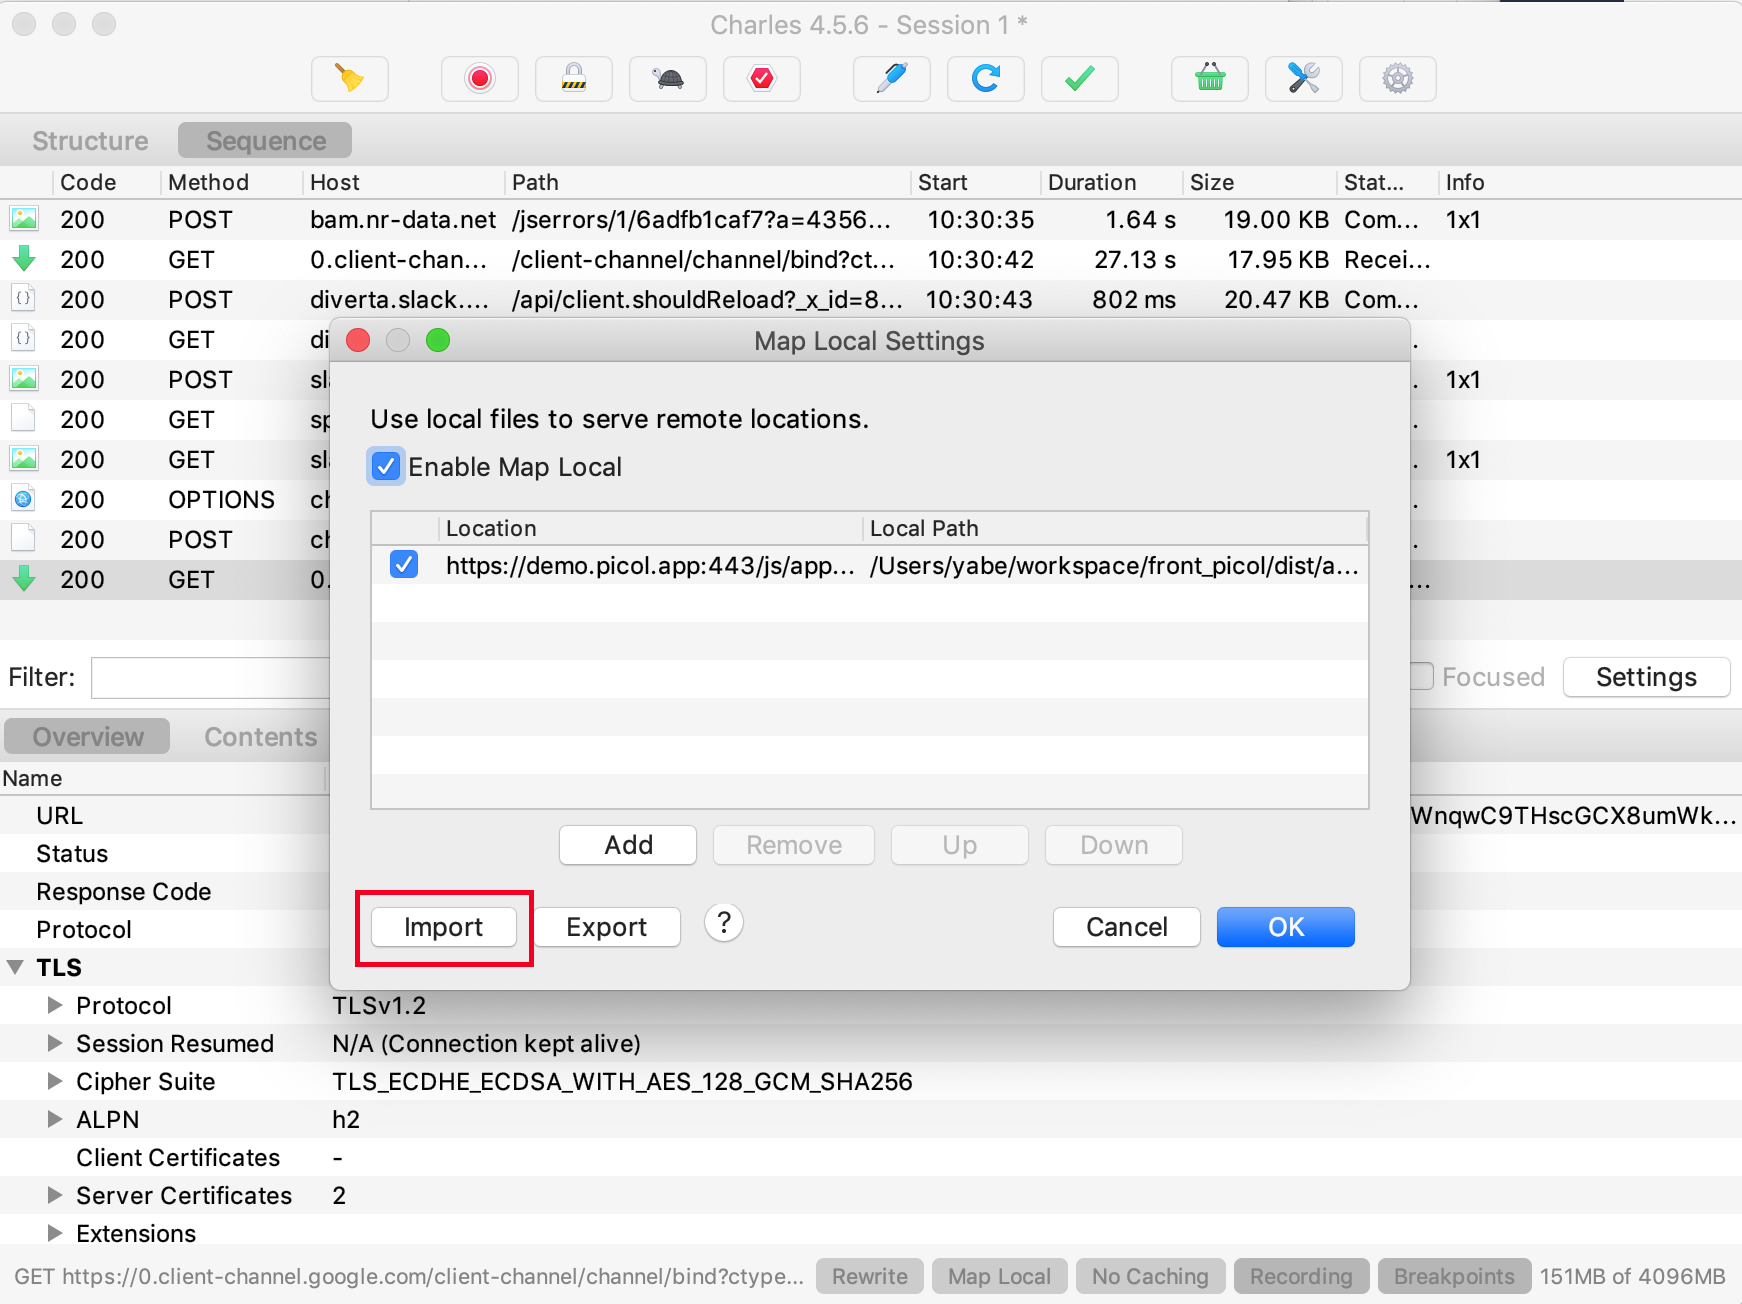 Charles 4.5.6 - Session 1 *
Structure Sequence
Code Method Host Path Start Duration Size Stat... Info
200 POST bam.nr-data.net /jserrors/1/6adfb1caf7?a=4356... 10:30:35 1.64 s 19.00 KB Com... 1x1
200 GET 0.client-chan... /client-channel/channel/bind?ct... 10:30:42 27.13 s 17.95 KB Recei...
200 POST diverta.slack.... /api/client.shouldReload?_x_id=8... 10:30:43 802 ms 20.47 KB Com...
200 GET di
200 POST sl 1x1
200 GET sp
200 GET sl 1x1
200 OPTIONS ch
200 POST ch
200 GET 0. ...
Map Local Settings
Use local files to serve remote locations.
Enable Map Local
Location Local Path
https://demo.picol.app:443/js/app... /Users/yabe/workspace/front_picol/dist/a...
Add Remove Up Down
Import Export ? Cancel OK
Filter: Focused Settings
Overview Contents
Name
URL WnqwC9THscGCX8umWk...
Status
Response Code
Protocol
TLS
Protocol TLSv1.2
Session Resumed N/A (Connection kept alive)
Cipher Suite TLS_ECDHE_ECDSA_WITH_AES_128_GCM_SHA256
ALPN h2
Client Certificates -
Server Certificates 2
Extensions
GET https://0.client-channel.google.com/client-channel/channel/bind?ctype... Rewrite Map Local No Caching Recording Breakpoints 151MB of 4096MB